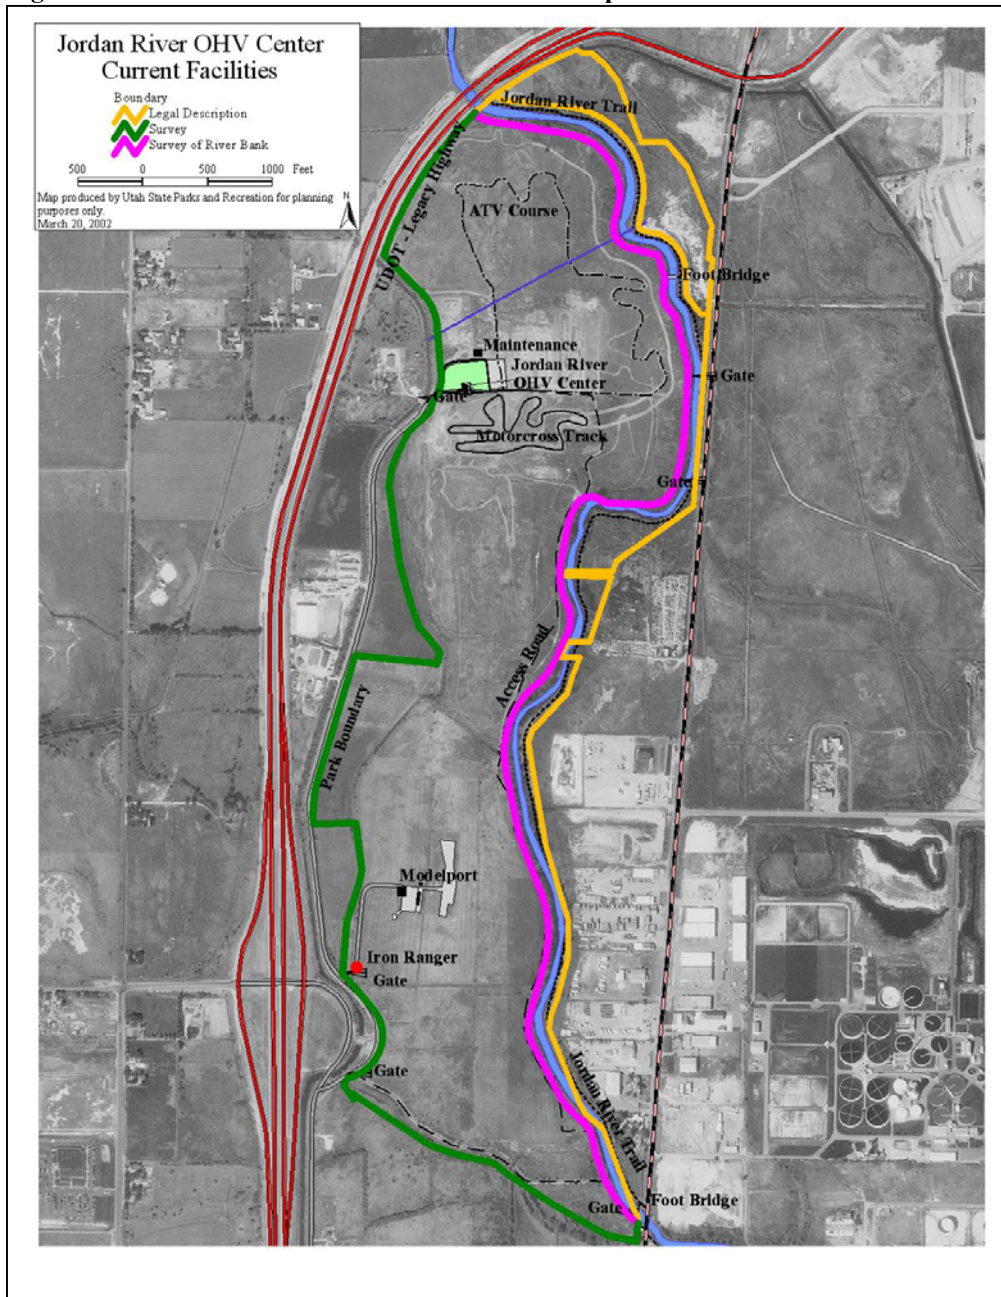 Jordan River OHV Center
Current Facilities
Boundary
Legal Description
Survey
Survey of River Bank
500 0 500 1000 Feet
Map produced by Utah State Parks and Recreation for planning
purposes only.
March 20, 2002
N
Jordan River Trail
UDOT - Legacy Highway
ATV Course
Foot Bridge
Maintenance
Jordan River
OHV Center
Gate
Gate
Motorcross Track
Gate
Access Road
Park Boundary
Modelport
Iron Ranger
Gate
Gate
Jordan River Trail
Foot Bridge
Gate